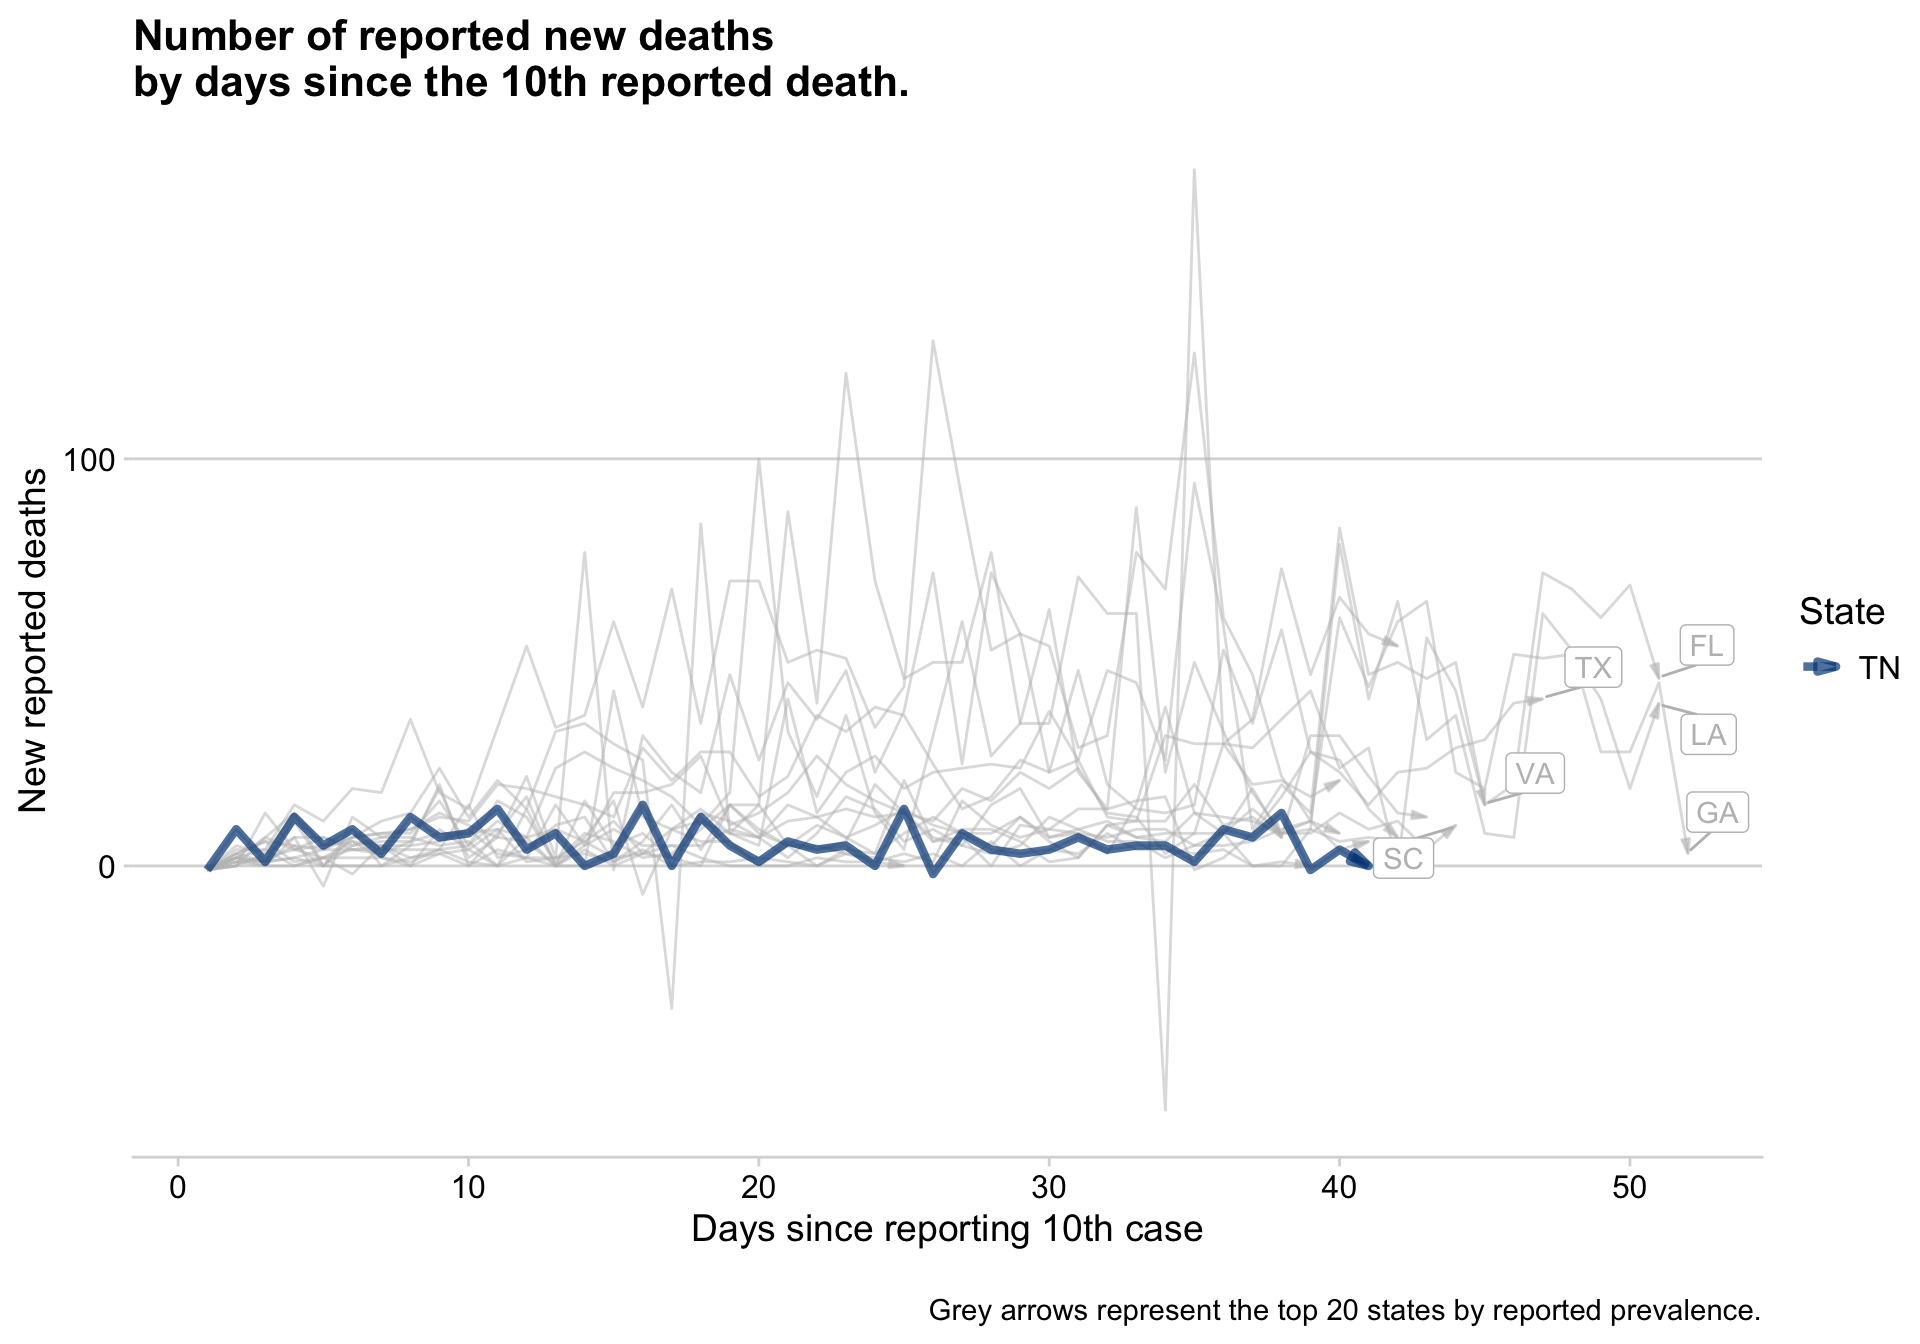 Number of reported new deaths
by days since the 10th reported death.
New reported deaths
100
0
FL
TX
LA
VA
GA
SC
State
TN
0 10 20 30 40 50
Days since reporting 10th case
Grey arrows represent the top 20 states by reported prevalence.